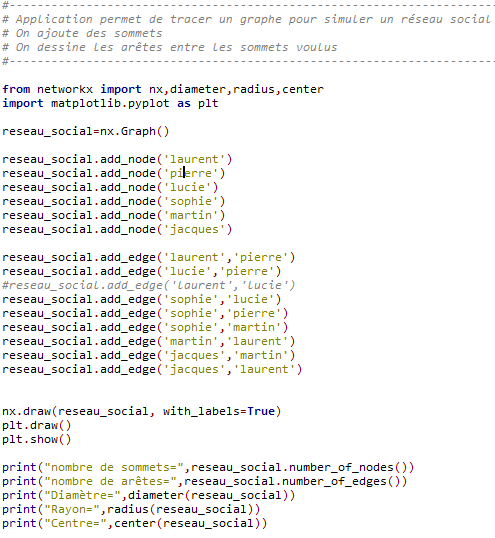 #----------------------------------------------------------------------
# Application permet de tracer un graphe pour simuler un réseau social
# On ajoute des sommets
# On dessine les arêtes entre les sommets voulus
#----------------------------------------------------------------------
from networkx import nx,diameter,radius,center
import matplotlib.pyplot as plt
reseau_social=nx.Graph()
reseau_social.add_node('laurent')
reseau_social.add_node('pierre')
reseau_social.add_node('lucie')
reseau_social.add_node('sophie')
reseau_social.add_node('martin')
reseau_social.add_node('jacques')
reseau_social.add_edge('laurent','pierre')
reseau_social.add_edge('lucie','pierre')
#reseau_social.add_edge('laurent','lucie')
reseau_social.add_edge('sophie','lucie')
reseau_social.add_edge('sophie','pierre')
reseau_social.add_edge('sophie','martin')
reseau_social.add_edge('martin','laurent')
reseau_social.add_edge('jacques','martin')
reseau_social.add_edge('jacques','laurent')
nx.draw(reseau_social, with_labels=True)
plt.draw()
plt.show()
print("nombre de sommets=",reseau_social.number_of_nodes())
print("nombre de arêtes=",reseau_social.number_of_edges())
print("Diamètre=",diameter(reseau_social))
print("Rayon=",radius(reseau_social))
print("Centre=",center(reseau_social))